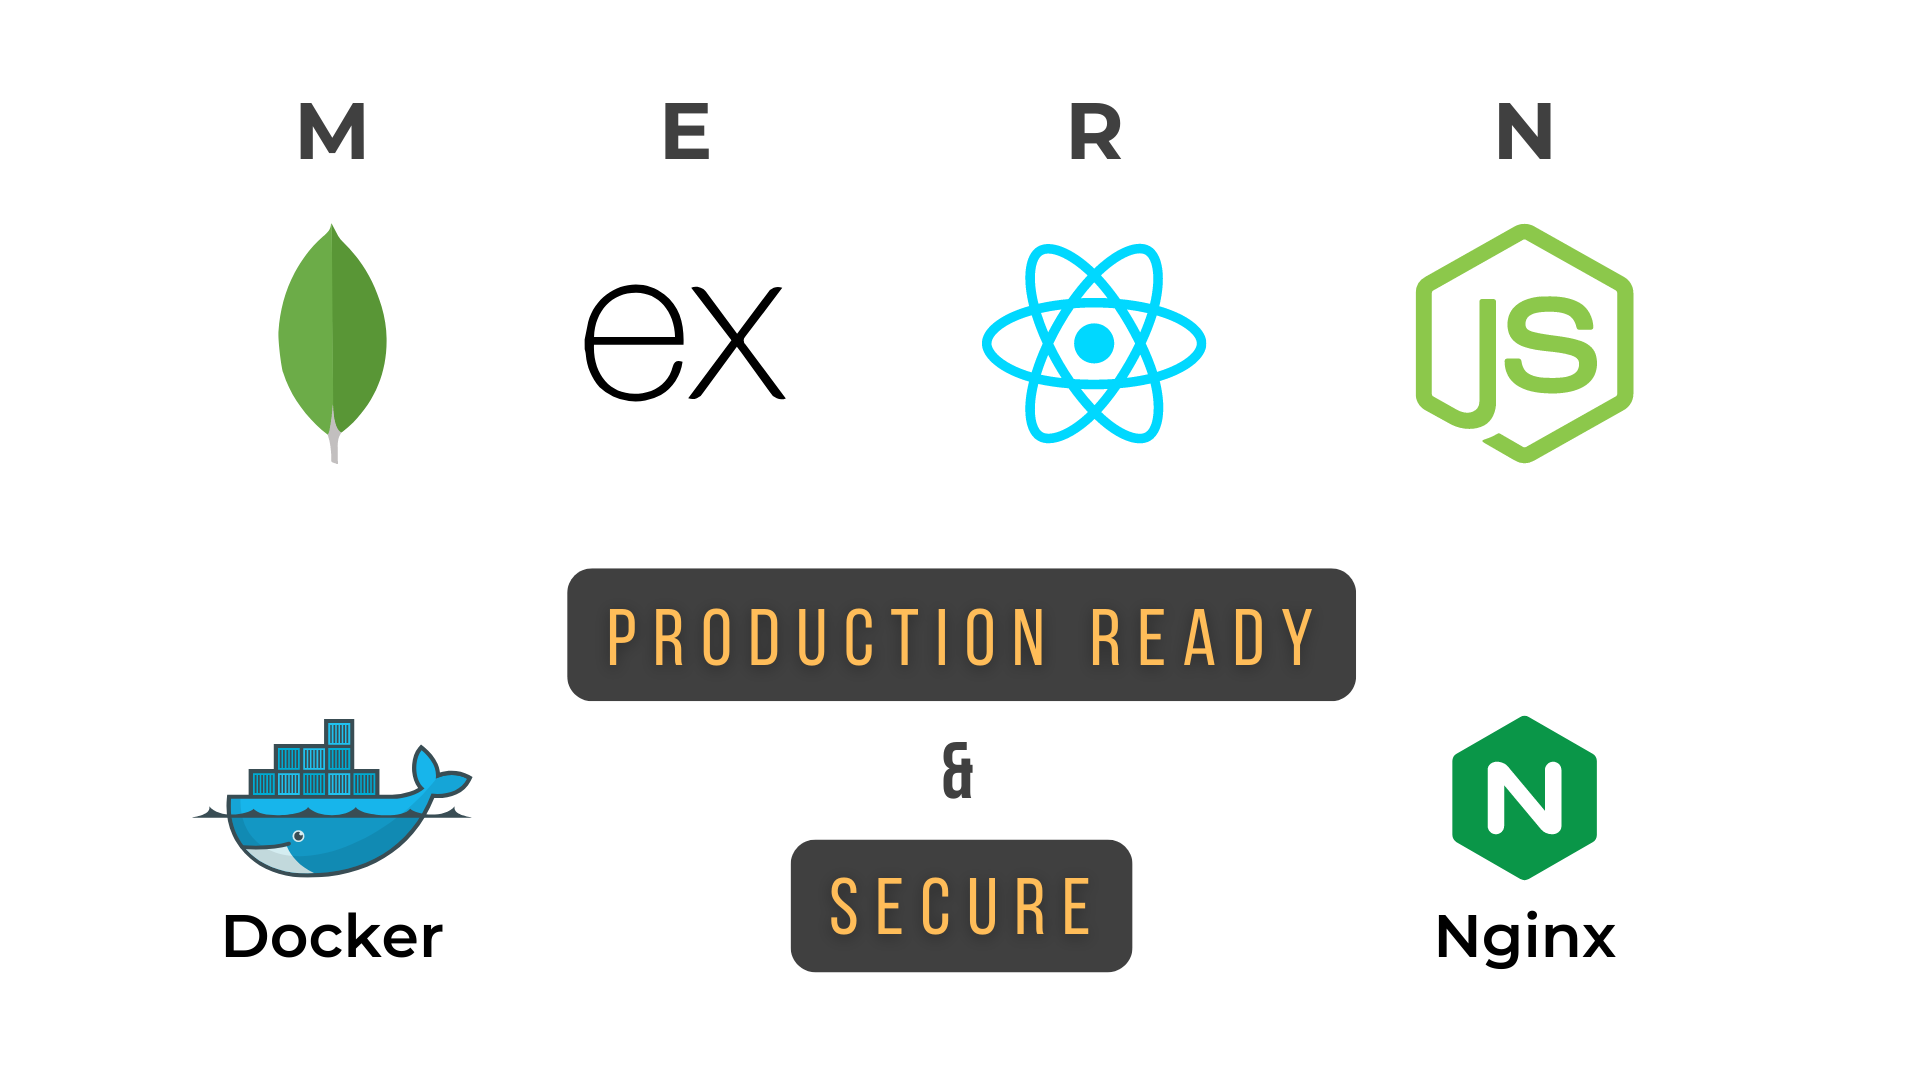 M E R N
ex
JS
PRODUCTION READY
&
SECURE
N
Docker
Nginx